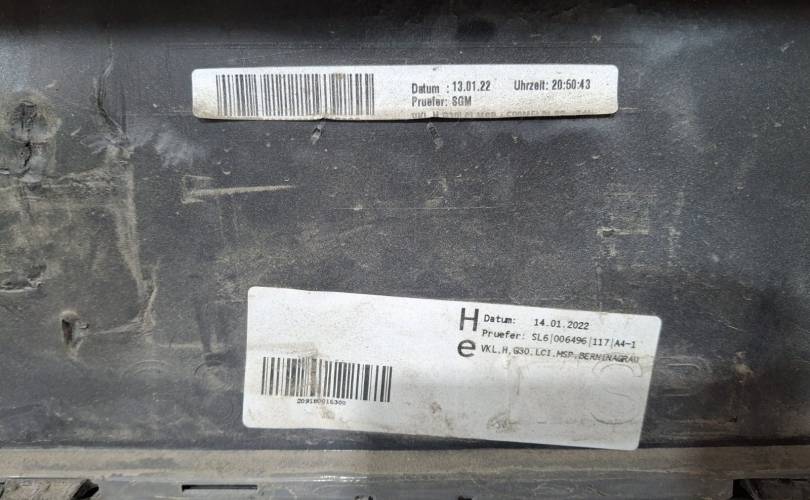 Datum : 13.01.22 Uhrzeit: 20:50:43
Pruefer: SGM
H Datum: 14.01.2022
Pruefer: SL6|006496|117|A4-1
e VKL.H.G30.LCI.MSP.BERNINAGRAU